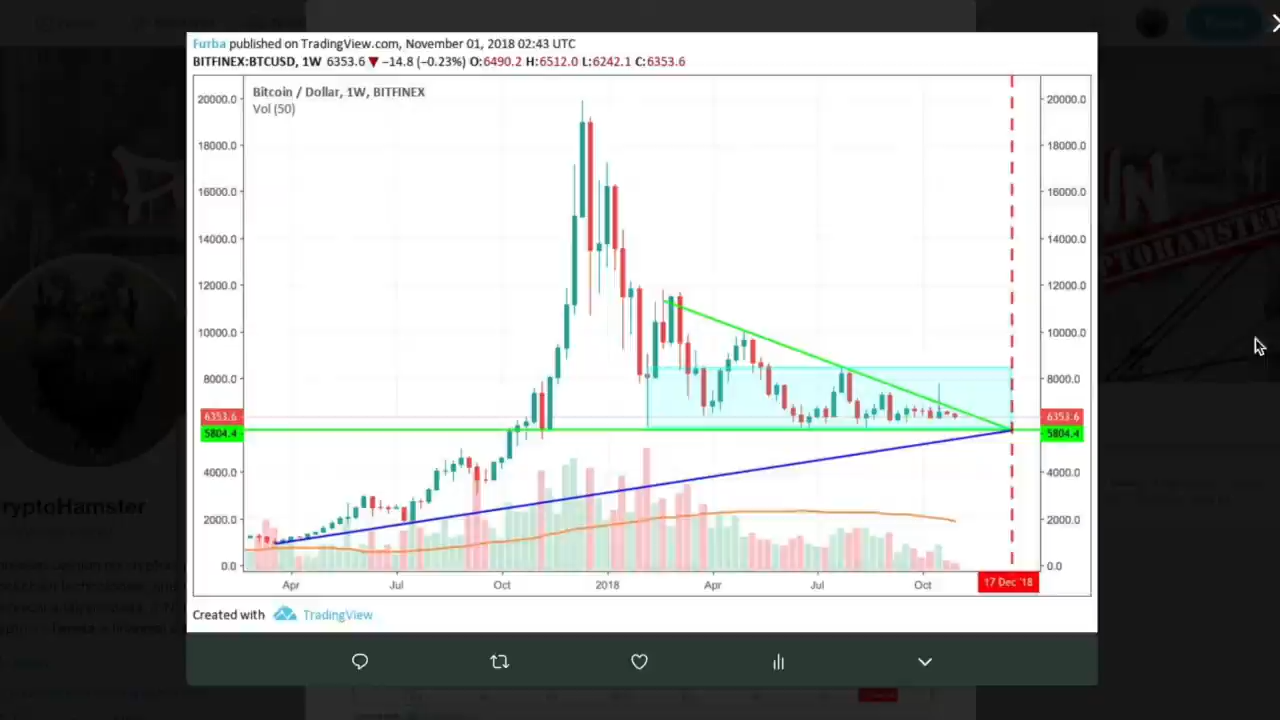 Furba published on TradingView.com, November 01, 2018 02:43 UTC
BITFINEX:BTCUSD, 1W 6353.6 ▼ −14.8 (−0.23%) O:6490.2 H:6512.0 L:6242.1 C:6353.6
Bitcoin / Dollar, 1W, BITFINEX
Vol (50)
20000.0 20000.0
18000.0 18000.0
16000.0 16000.0
14000.0 14000.0
12000.0 12000.0
10000.0 10000.0
8000.0 8000.0
6353.6 6353.6
5804.4 5804.4
4000.0 4000.0
2000.0 2000.0
0.0 0.0
Apr Jul Oct 2018 Apr Jul Oct 17 Dec '18
Created with TradingView
ryptoHamster